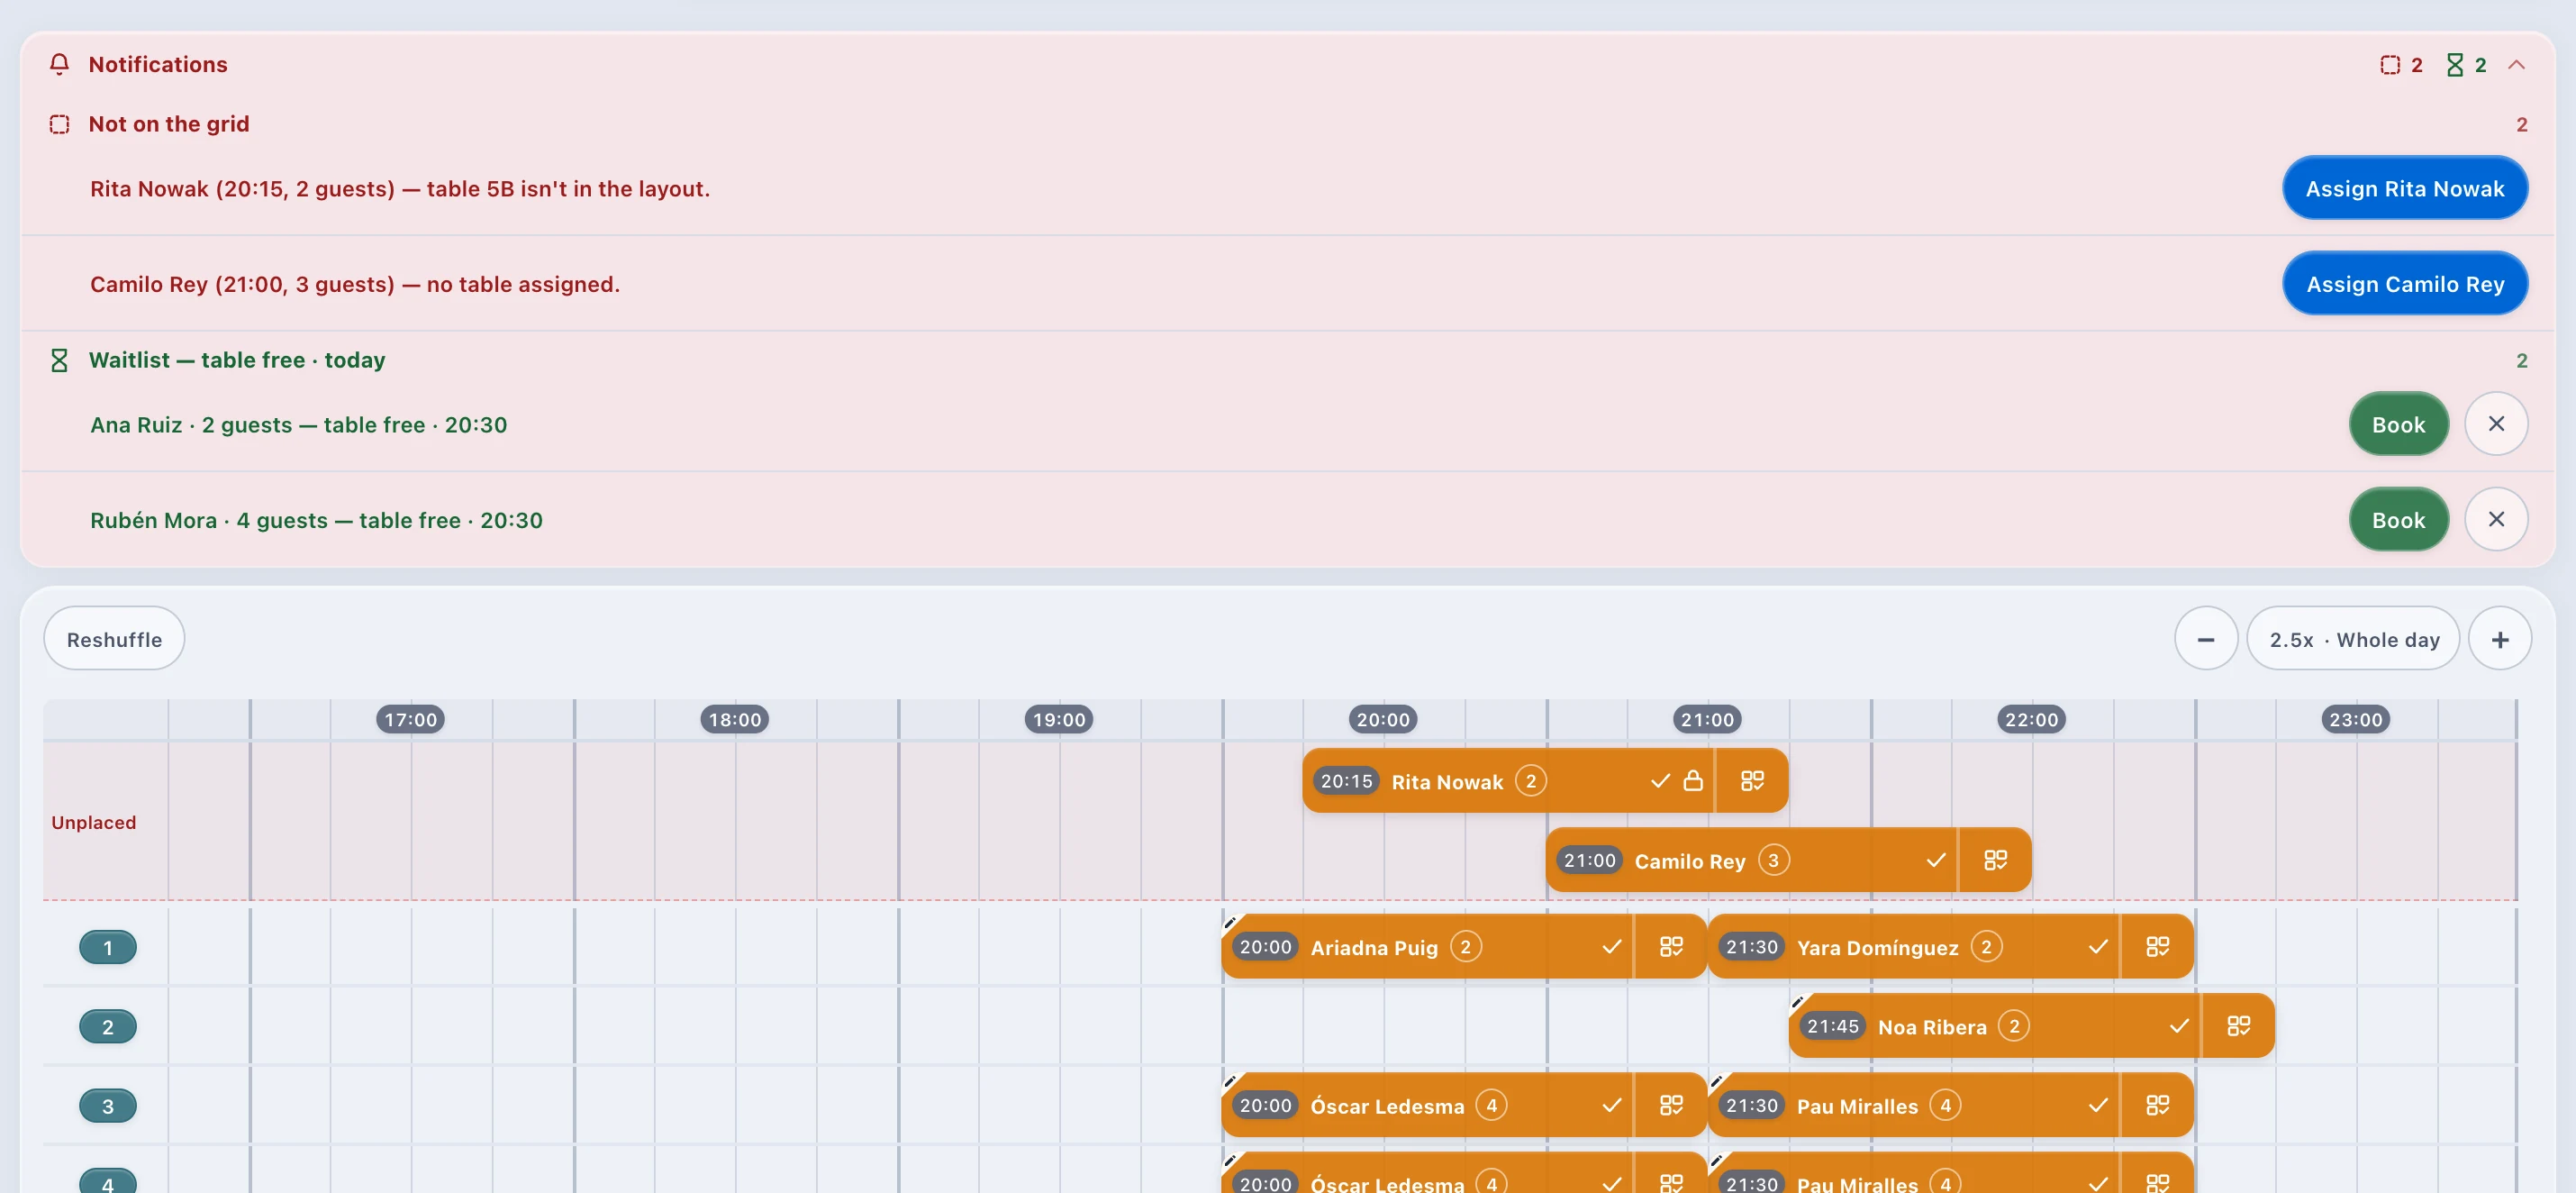 Notifications 2 2
Not on the grid 2
Rita Nowak (20:15, 2 guests) — table 5B isn't in the layout. Assign Rita Nowak
Camilo Rey (21:00, 3 guests) — no table assigned. Assign Camilo Rey
Waitlist — table free · today 2
Ana Ruiz · 2 guests — table free · 20:30 Book
Rubén Mora · 4 guests — table free · 20:30 Book
Reshuffle 2.5x · Whole day
17:00 18:00 19:00 20:00 21:00 22:00 23:00
20:15 Rita Nowak 2
Unplaced
21:00 Camilo Rey 3
1 20:00 Ariadna Puig 2 21:30 Yara Domínguez 2
2 21:45 Noa Ribera 2
3 20:00 Óscar Ledesma 4 21:30 Pau Miralles 4
4 20:00 Óscar Ledesma 4 21:30 Pau Miralles 4